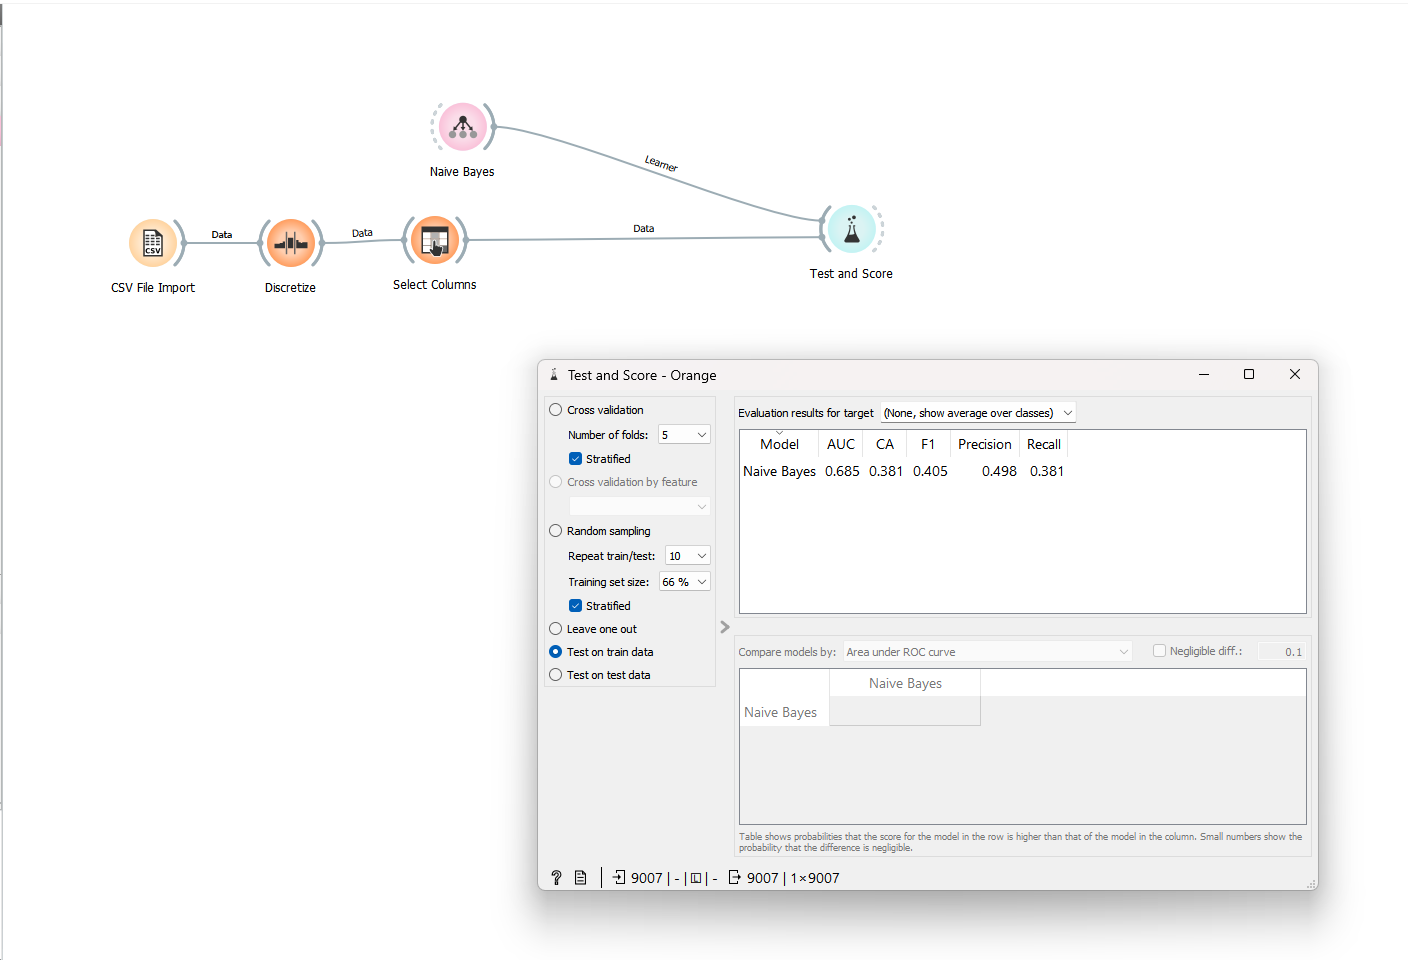 Naive Bayes
Learner
CSV
Data
Data
Data
CSV File Import
Discretize
Select Columns
Test and Score
Test and Score - Orange
Cross validation
Number of folds: 5
Stratified
Cross validation by feature
Random sampling
Repeat train/test: 10
Training set size: 66 %
Stratified
Leave one out
Test on train data
Test on test data
Evaluation results for target (None, show average over classes)
Model AUC CA F1 Precision Recall
Naive Bayes 0.685 0.381 0.405 0.498 0.381
Compare models by: Area under ROC curve Negligible diff.: 0.1
Naive Bayes
Naive Bayes
Table shows probabilities that the score for the model in the row is higher than that of the model in the column. Small numbers show the
probability that the difference is negligible.
? 9007 | - | L | - 9007 | 1×9007